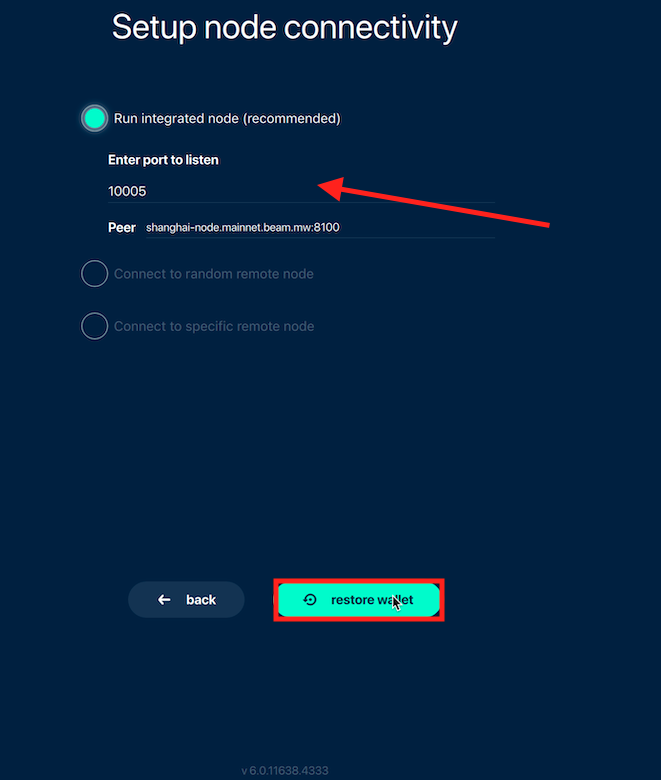 Setup node connectivity
Run integrated node (recommended)
Enter port to listen
10005
Peer shanghai-node.mainnet.beam.mw:8100
Connect to random remote node
Connect to specific remote node
back
restore wallet
v 6.0.11638.4333